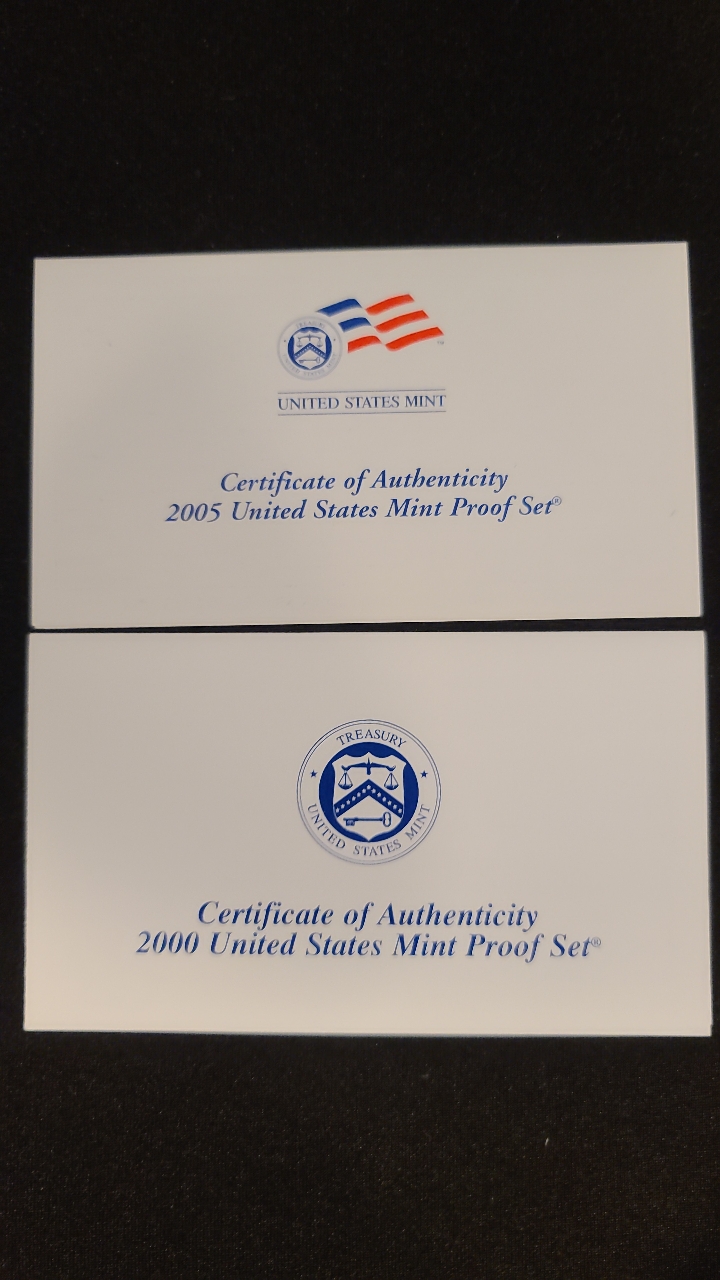 TREASURY
UNITED STATES MINT
Certificate of Authenticity
2005 United States Mint Proof Set®
TREASURY
UNITED STATES MINT
Certificate of Authenticity
2000 United States Mint Proof Set®